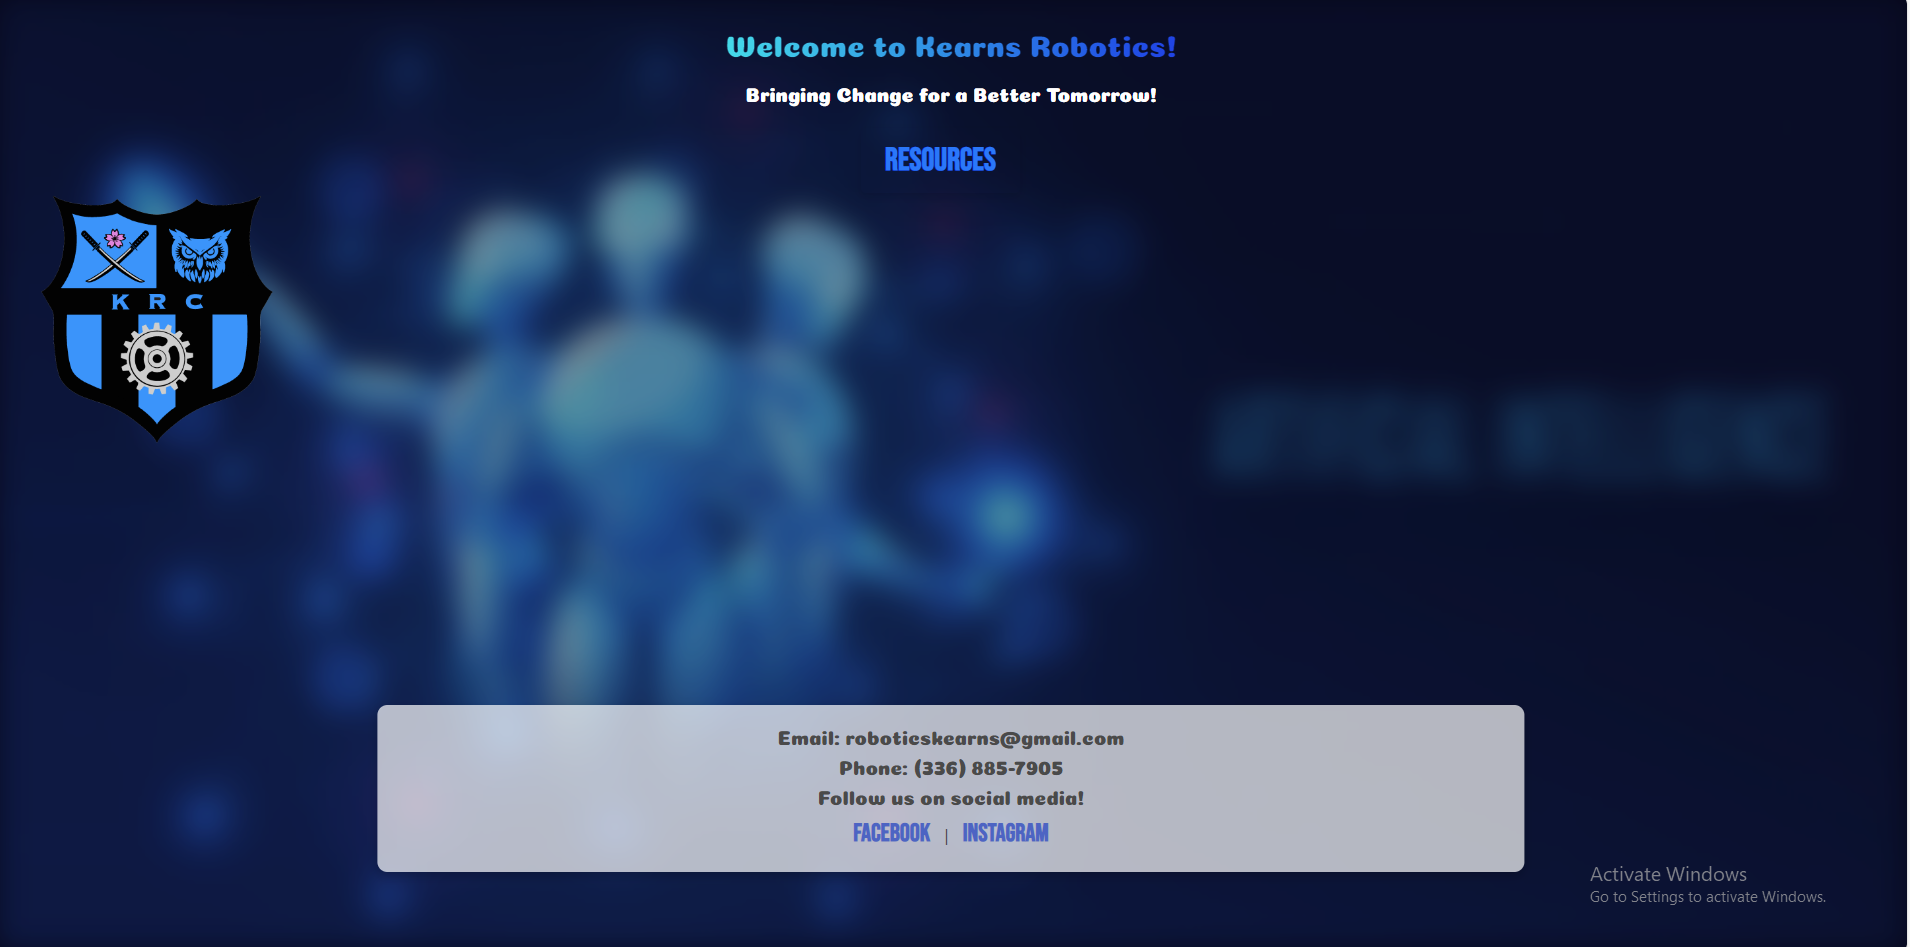 Welcome to Kearns Robotics!
Bringing Change for a Better Tomorrow!
RESOURCES
K R C
Email: roboticskearns@gmail.com
Phone: (336) 885-7905
Follow us on social media!
FACEBOOK | INSTAGRAM
Activate Windows
Go to Settings to activate Windows.